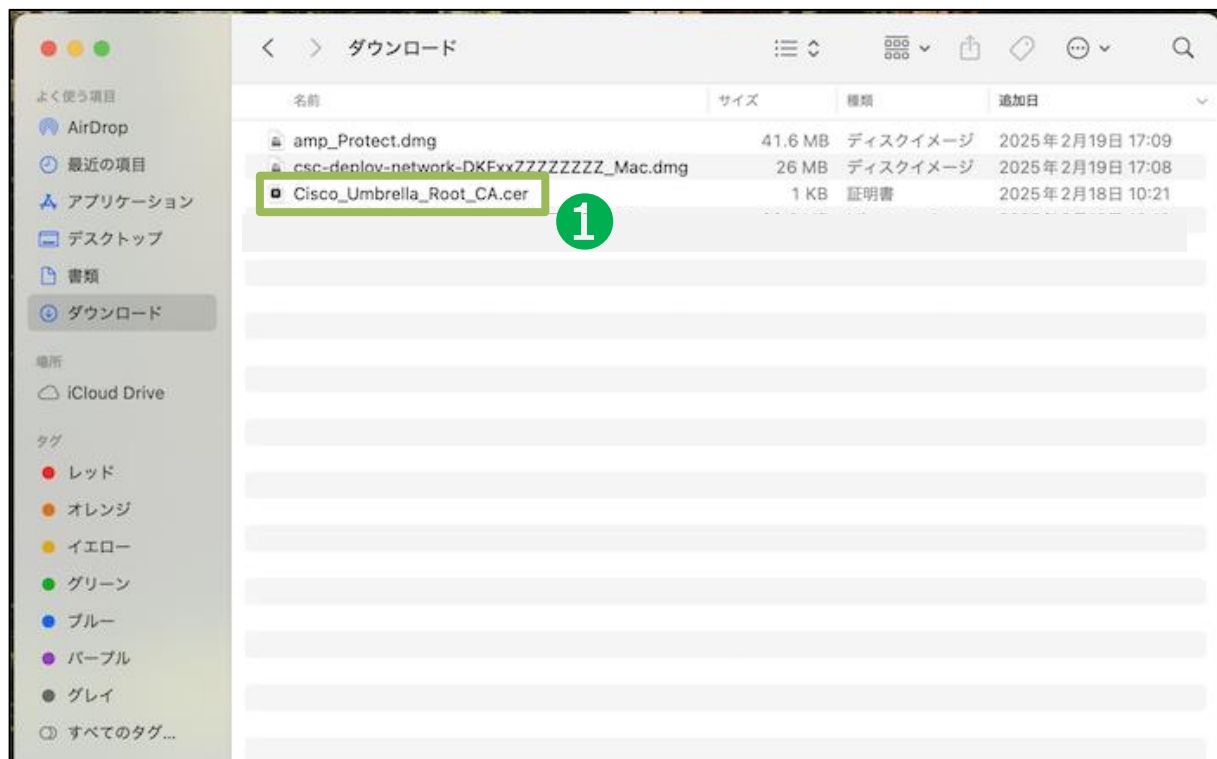 ダウンロード
よく使う項目
AirDrop
最近の項目
アプリケーション
デスクトップ
書類
ダウンロード
場所
iCloud Drive
タグ
レッド
オレンジ
イエロー
グリーン
ブルー
パープル
グレイ
すべてのタグ...
名前 サイズ 種類 追加日
amp_Protect.dmg 41.6 MB ディスクイメージ 2025年2月19日 17:09
csc-deploy-network-DKFxxZZZZZZZZ_Mac.dmg 26 MB ディスクイメージ 2025年2月19日 17:08
Cisco_Umbrella_Root_CA.cer 1 KB 証明書 2025年2月18日 10:21
1